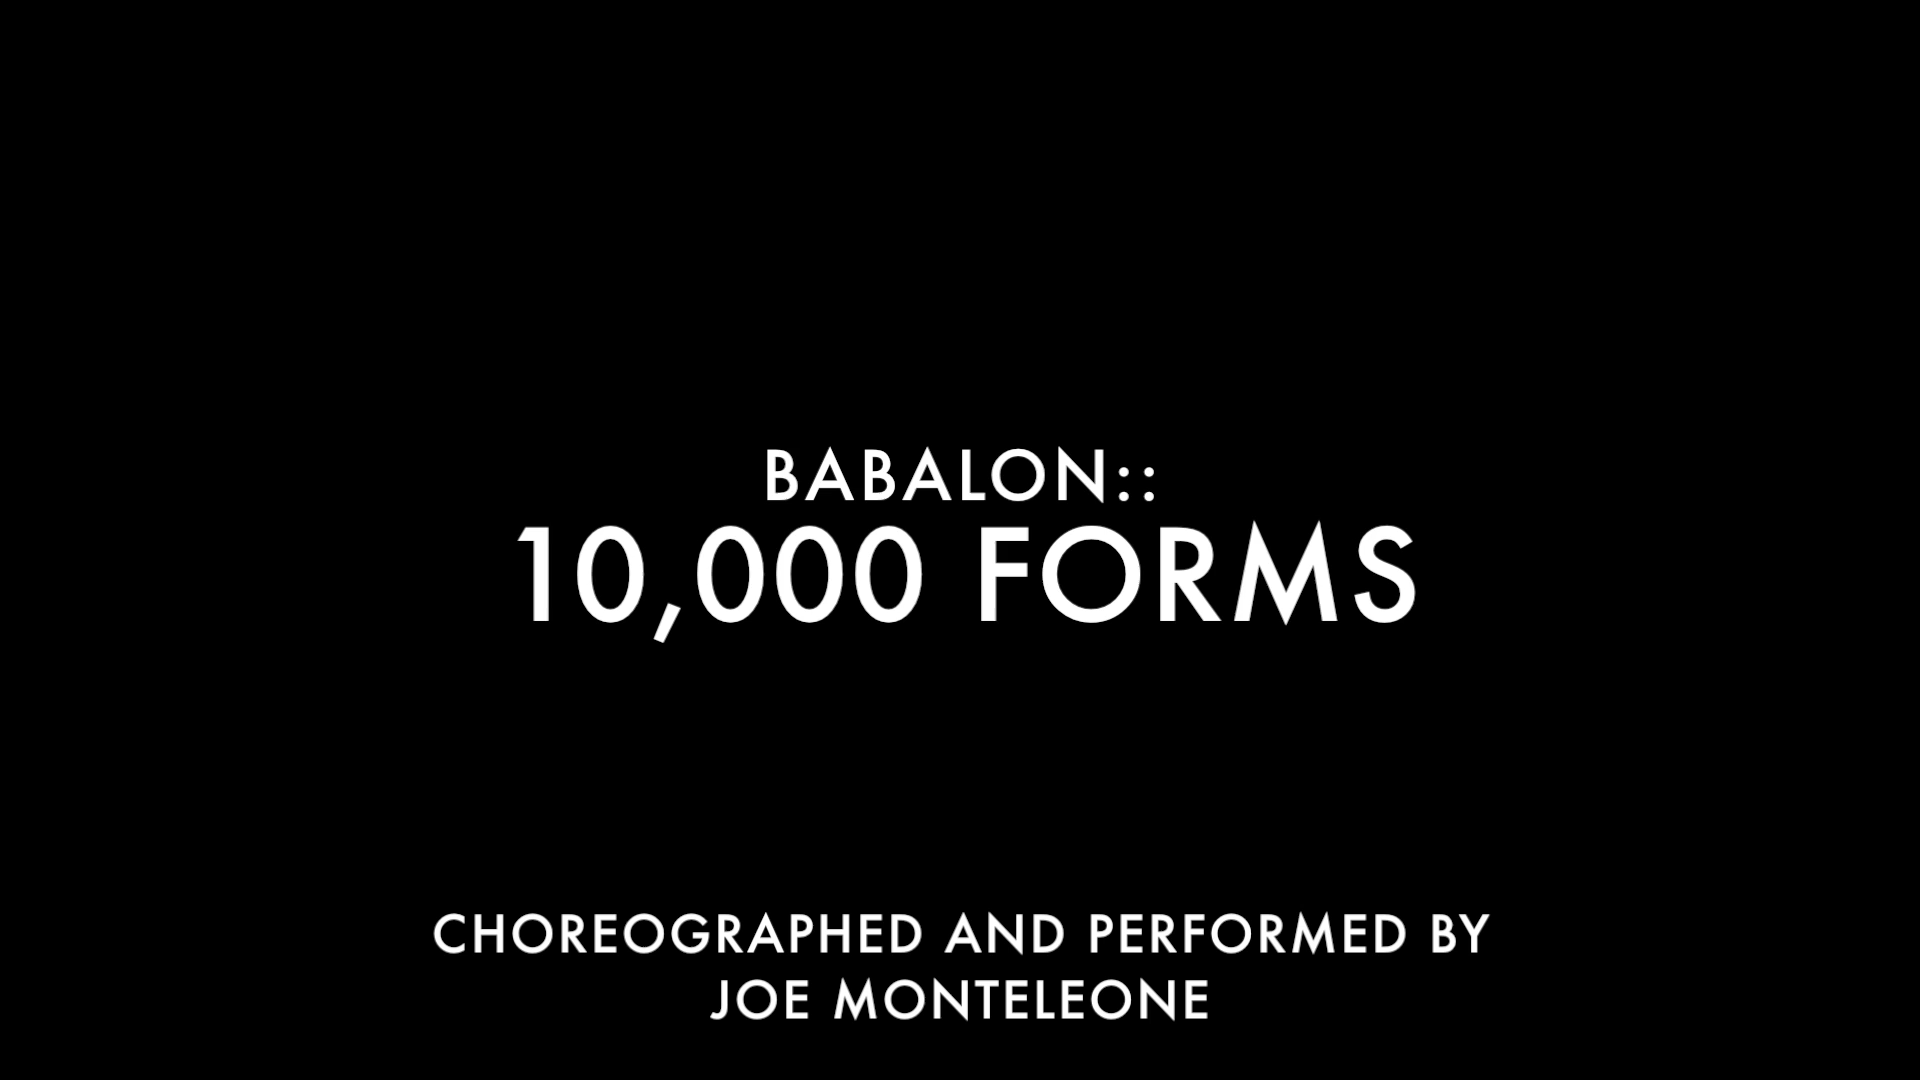 BABALON::
10,000 FORMS
CHOREOGRAPHED AND PERFORMED BY
JOE MONTELEONE